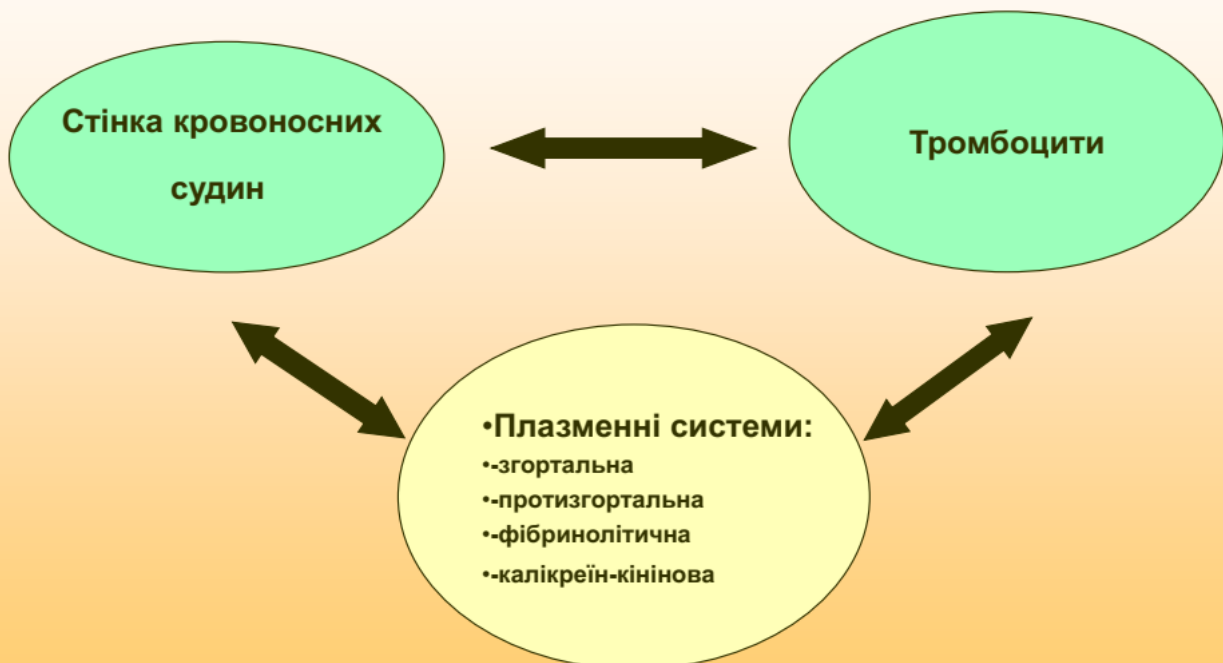 Стінка кровоносних
судин
Тромбоцити
•Плазменні системи:
•-згортальна
•-протизгортальна
•-фібринолітична
•-калікреїн-кінінова